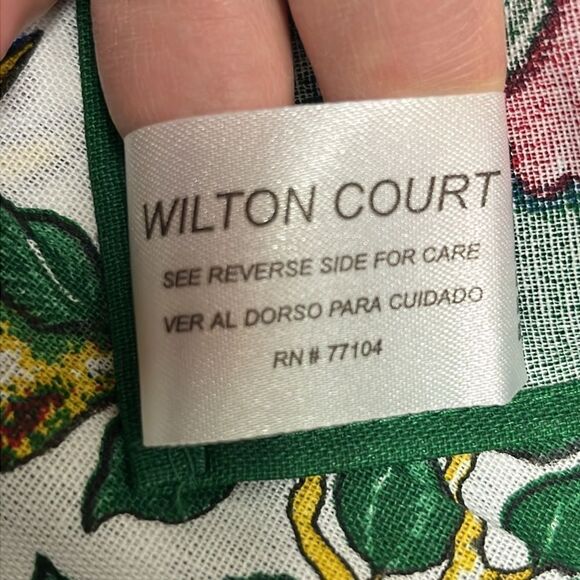 WILTON COURT
SEE REVERSE SIDE FOR CARE
VER AL DORSO PARA CUIDADO
RN # 77104